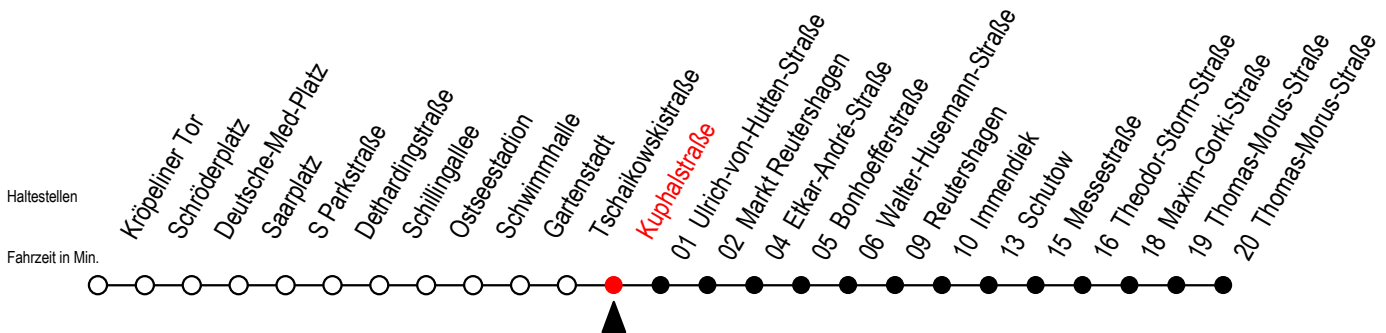 Haltestellen
Fahrzeit in Min.
Kröpeliner Tor
Schröderplatz
Deutsche-Med-Platz
Saarplatz
S Parkstraße
Dethardingstraße
Schillingallee
Ostseestadion
Schwimmhalle
Gartenstadt
Tschaikowskistraße
Kuphalstraße
01 Ulrich-von-Hutten-Straße
02 Markt Reutershagen
04 Etkar-André-Straße
05 Bonhoefferstraße
06 Walter-Husemann-Straße
09 Reutershagen
10 Immendiek
13 Schutow
15 Messestraße
16 Theodor-Storm-Straße
18 Maxim-Gorki-Straße
19 Thomas-Morus-Straße
20 Thomas-Morus-Straße